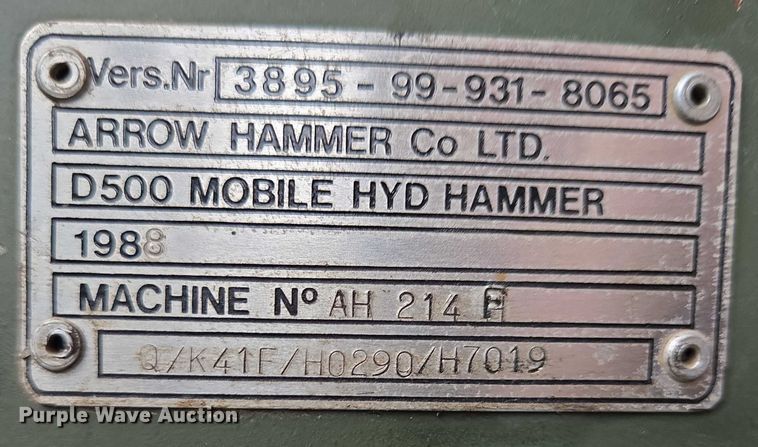 Vers.Nr 3895-99-931-8065
ARROW HAMMER Co LTD.
D500 MOBILE HYD HAMMER
1988
MACHINE Nº AH 214
Q/K41F/H0290/H7019
Purple Wave Auction